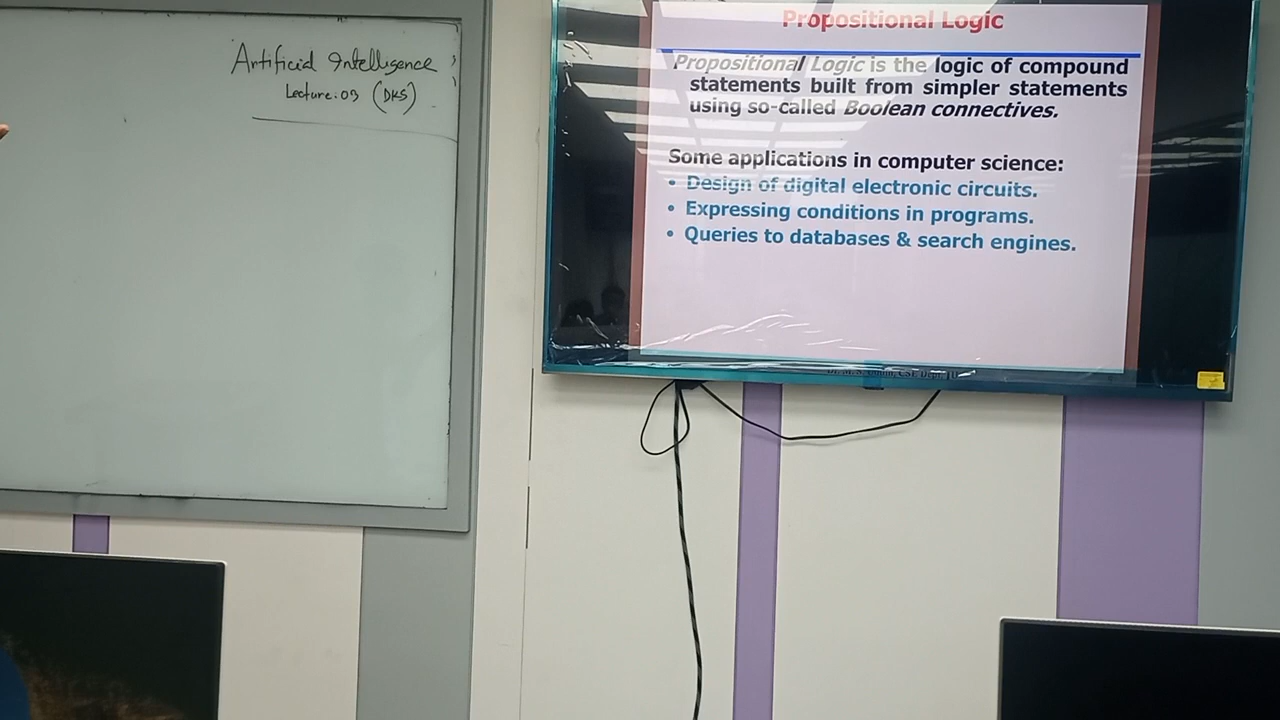 Artificial Intelligence
Lecture: 03 (DKS)
Propositional Logic
Propositional Logic is the logic of compound
statements built from simpler statements
using so-called Boolean connectives.
Some applications in computer science:
• Design of digital electronic circuits.
• Expressing conditions in programs.
• Queries to databases & search engines.